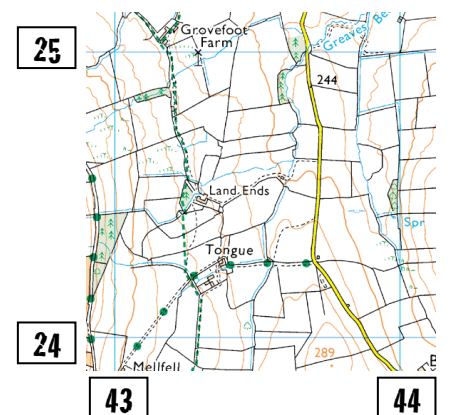 25
Grovefoot
Farm
Greaves Be
244
Land Ends
Spr
Tongue
24
289
Mellfell
B
43
44